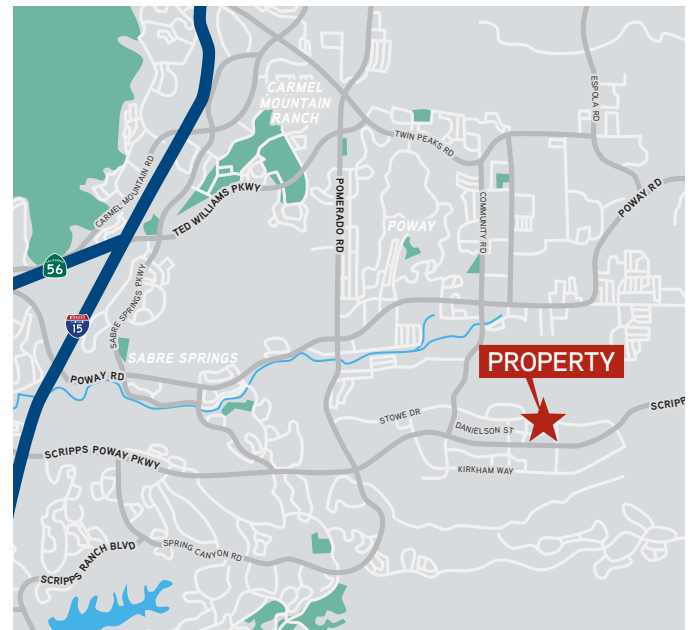 CARMEL
MOUNTAIN
RANCH
ESPOLA RD
TWIN PEAKS RD
CARMEL MOUNTAIN RD
TED WILLIAMS PKWY
POMERADO RD
COMMUNITY RD
POWAY RD
POWAY
56
SABRE SPRINGS PKWY
15
SABRE SPRINGS
PROPERTY
POWAY RD
STOWE DR
SCRIPP
DANIELSON ST
SCRIPPS POWAY PKWY
KIRKHAM WAY
SPRING CANYON RD
SCRIPPS RANCH BLVD